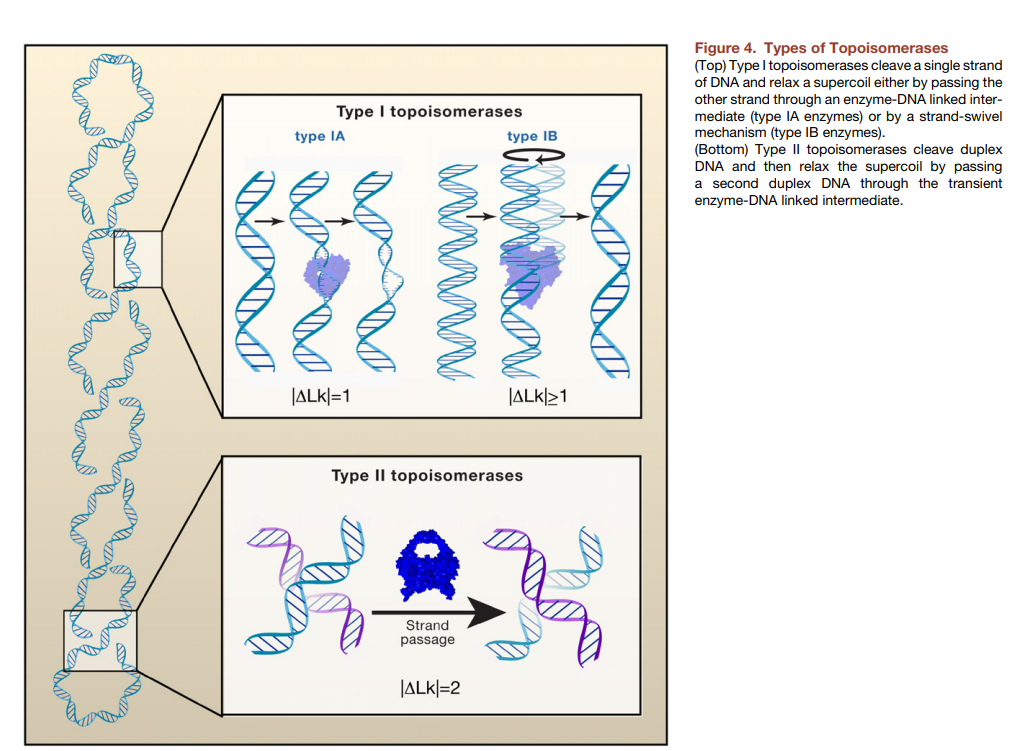 Figure 4. Types of Topoisomerases
(Top) Type I topoisomerases cleave a single strand
of DNA and relax a supercoil either by passing the
other strand through an enzyme-DNA linked inter-
mediate (type IA enzymes) or by a strand-swivel
mechanism (type IB enzymes).
(Bottom) Type II topoisomerases cleave duplex
DNA and then relax the supercoil by passing
a second duplex DNA through the transient
enzyme-DNA linked intermediate.
Type I topoisomerases
type IA
type IB
|ΔLk|=1
|ΔLk|≥1
Type II topoisomerases
Strand
passage
|ΔLk|=2